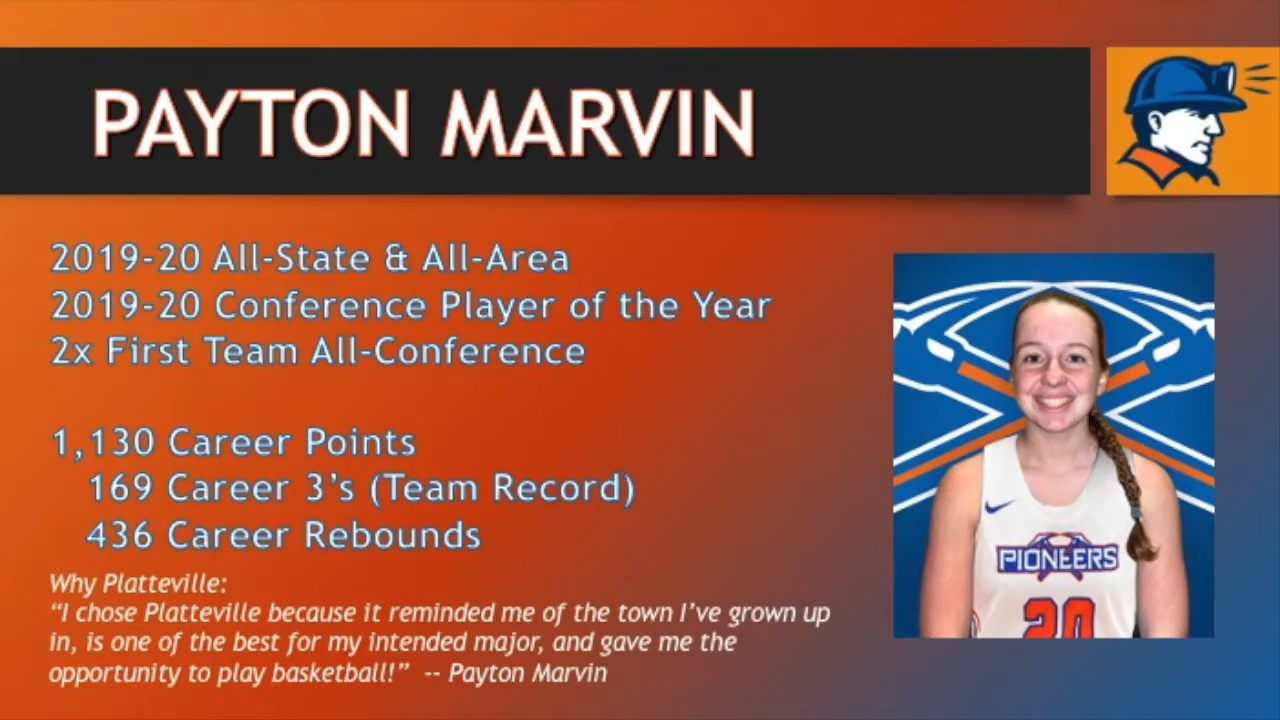 PAYTON MARVIN
2019-20 All-State & All-Area
2019-20 Conference Player of the Year
2x First Team All-Conference
1,130 Career Points
169 Career 3’s (Team Record)
436 Career Rebounds
Why Platteville:
“I chose Platteville because it reminded me of the town I’ve grown up
in, is one of the best for my intended major, and gave me the
opportunity to play basketball!” -- Payton Marvin
PIONEERS
20